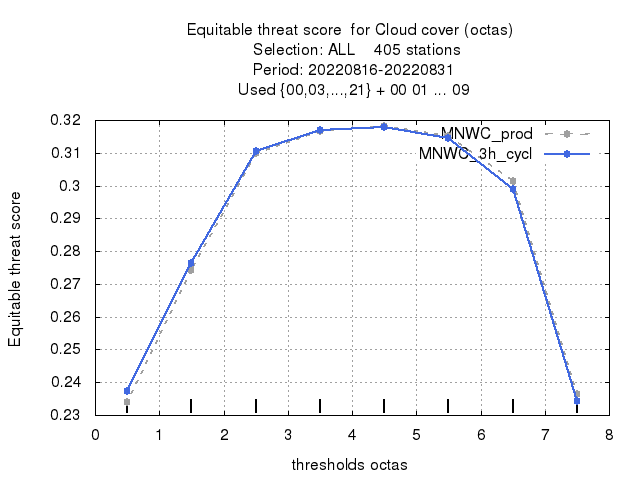 Equitable threat score  for Cloud cover (octas)
Selection: ALL    405 stations
Period: 20220816-20220831
Used {00,03,...,21} + 00 01 ... 09
MNWC_prod
MNWC_3h_cycl
Equitable threat score
0.32
0.31
0.3
0.29
0.28
0.27
0.26
0.25
0.24
0.23
0 1 2 3 4 5 6 7 8
thresholds octas